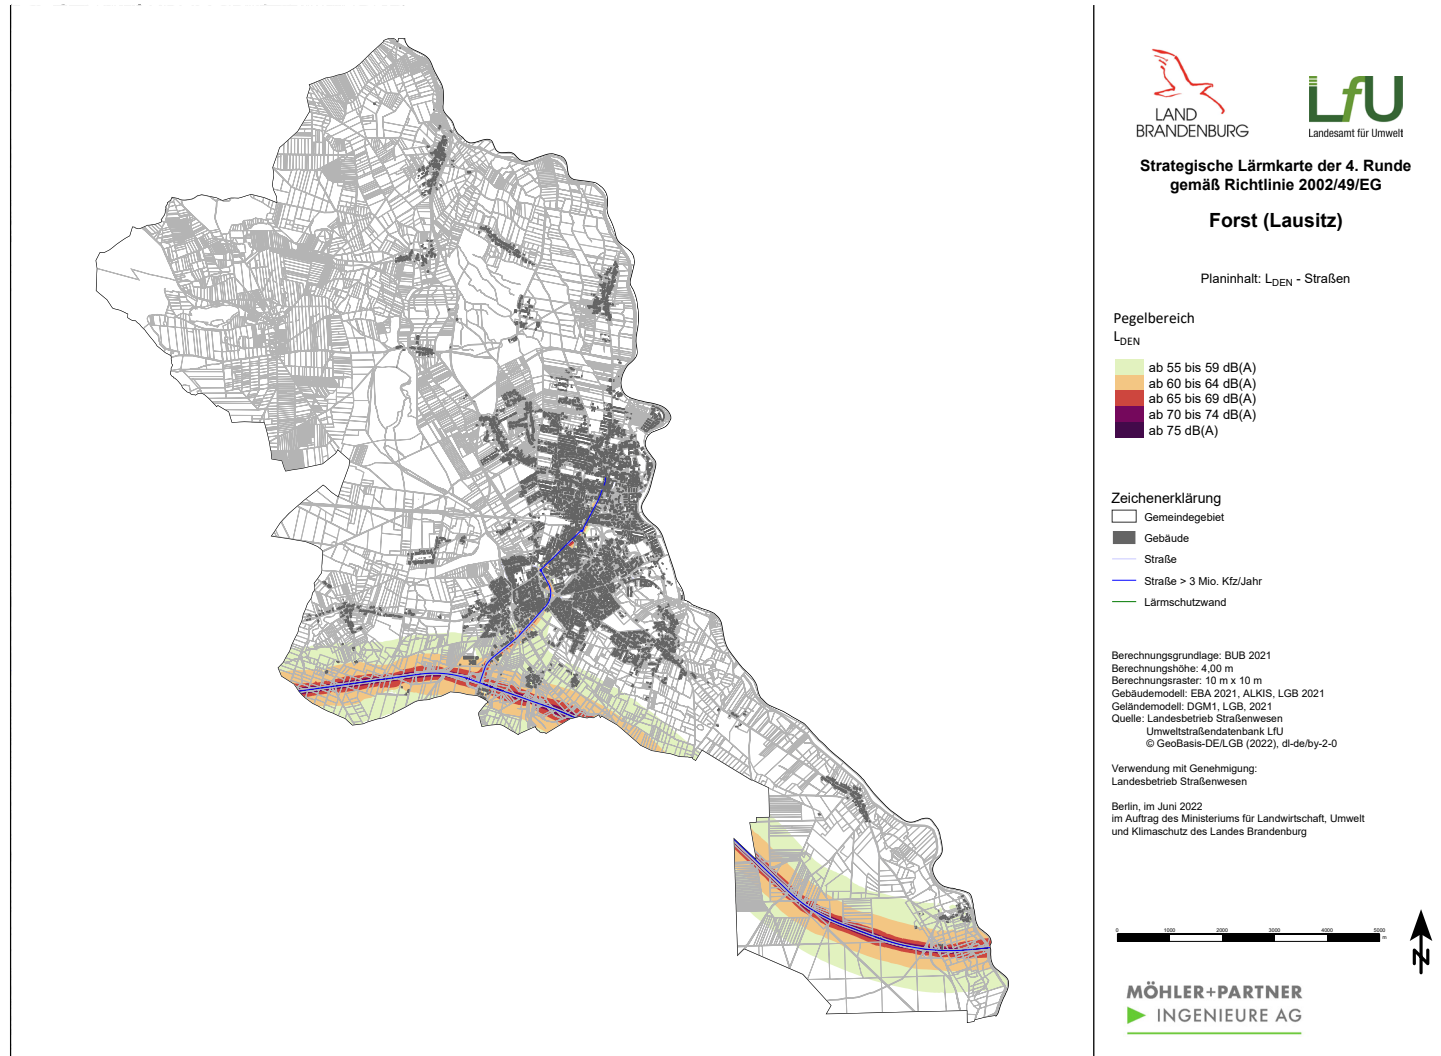 LAND
BRANDENBURG
LfU
Landesamt für Umwelt
Strategische Lärmkarte der 4. Runde
gemäß Richtlinie 2002/49/EG
Forst (Lausitz)
Planinhalt: LDEN - Straßen
Pegelbereich
LDEN
ab 55 bis 59 dB(A)
ab 60 bis 64 dB(A)
ab 65 bis 69 dB(A)
ab 70 bis 74 dB(A)
ab 75 dB(A)
Zeichenerklärung
Gemeindegebiet
Gebäude
Straße
Straße > 3 Mio. Kfz/Jahr
Lärmschutzwand
Berechnungsgrundlage: BUB 2021
Berechnungshöhe: 4,00 m
Berechnungsraster: 10 m x 10 m
Gebäudemodell: EBA 2021, ALKIS, LGB 2021
Geländemodell: DGM1, LGB, 2021
Quelle: Landesbetrieb Straßenwesen
Umweltstraßendatenbank LfU
© GeoBasis-DE/LGB (2022), dl-de/by-2-0
Verwendung mit Genehmigung:
Landesbetrieb Straßenwesen
Berlin, im Juni 2022
im Auftrag des Ministeriums für Landwirtschaft, Umwelt
und Klimaschutz des Landes Brandenburg
0 1000 2000 3000 4000 5000
m
N
MÖHLER+PARTNER
INGENIEURE AG